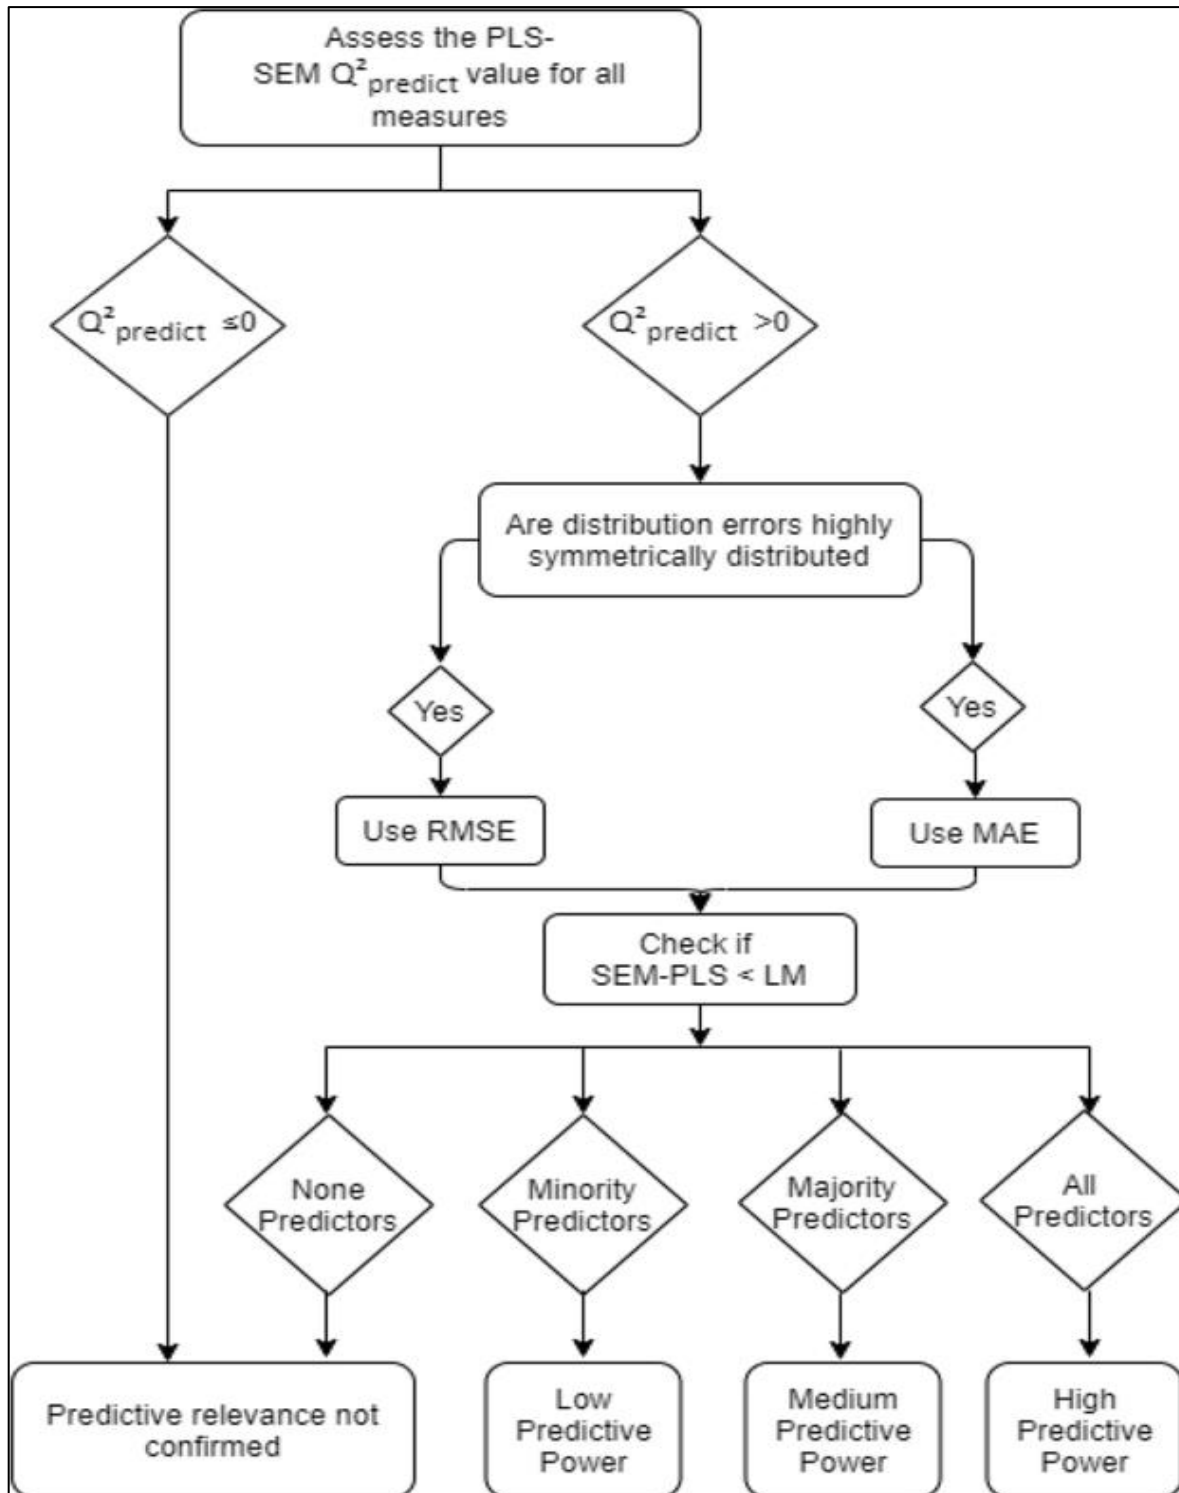 Assess the PLS-
SEM Q²predict value for all
measures
Q²predict ≤0
Q²predict >0
Are distribution errors highly
symmetrically distributed
Yes
Yes
Use RMSE
Use MAE
Check if
SEM-PLS < LM
None
Predictors
Minority
Predictors
Majority
Predictors
All
Predictors
Predictive relevance not
confirmed
Low
Predictive
Power
Medium
Predictive
Power
High
Predictive
Power